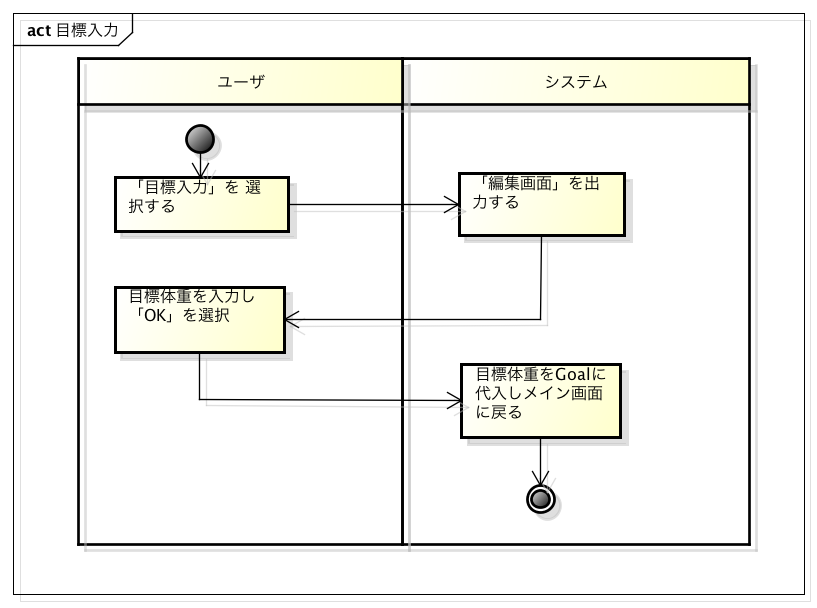 act 目標入力
ユーザ
システム
「目標入力」を 選
択する
「編集画面」を出
力する
目標体重を入力し
「OK」を選択
目標体重をGoalに
代入しメイン画面
に戻る